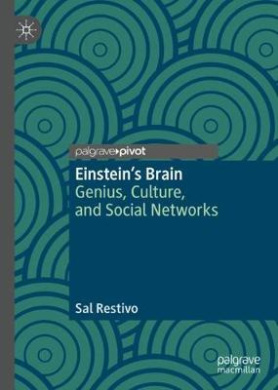 palgrave▸pivot
Einstein's Brain
Genius, Culture,
and Social Networks
Sal Restivo
palgrave
macmillan